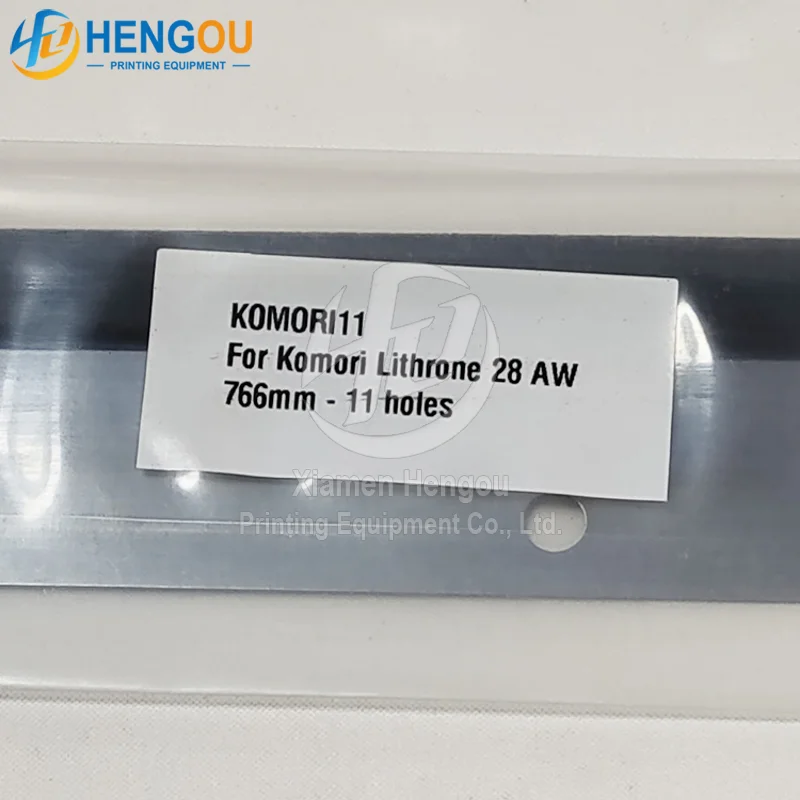 HENGOU
PRINTING EQUIPMENT
KOMORI11
For Komori Lithrone 28 AW
766mm - 11 holes
Xiamen Hengou
Printing Equipment Co., Ltd.